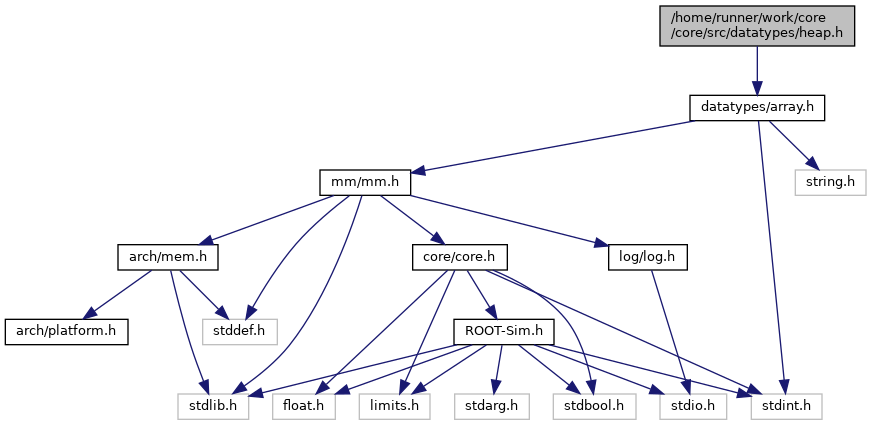 /home/runner/work/core
/core/src/datatypes/heap.h
datatypes/array.h
mm/mm.h
string.h
arch/mem.h
core/core.h
log/log.h
arch/platform.h
stddef.h
ROOT-Sim.h
stdlib.h
float.h
limits.h
stdarg.h
stdbool.h
stdio.h
stdint.h